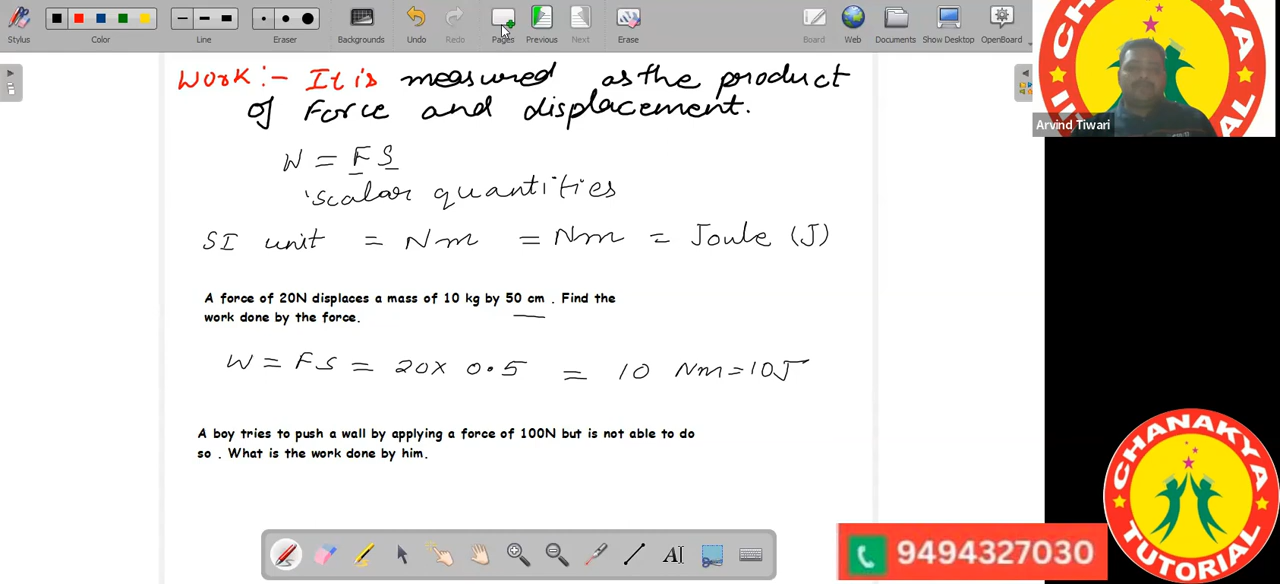 Stylus
Color
Line
Eraser
Backgrounds
Undo
Redo
Pages
Previous
Next
Erase
Board
Web
Documents
Show Desktop
OpenBoard
Work:- It is measured as the product
of Force and displacement.
W = F S
scalar quantities
SI unit = Nm = Nm = Joule (J)
A force of 20N displaces a mass of 10 kg by 50 cm . Find the
work done by the force.
W = F S = 20 x 0.5 = 10 Nm = 10J
A boy tries to push a wall by applying a force of 100N but is not able to do
so . What is the work done by him.
Arvind Tiwari
CHANAKYA
TUTORIAL
9494327030